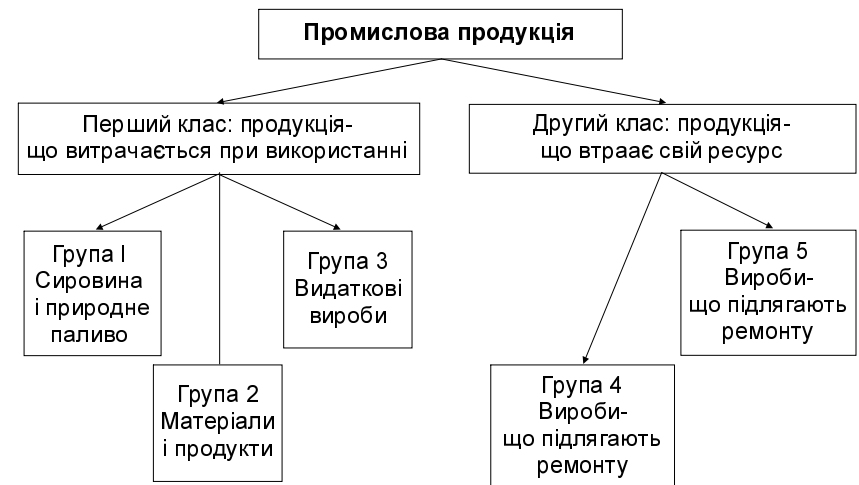 Промислова продукція
Перший клас: продукція-
що витрачається при використанні
Другий клас: продукція-
що втраає свій ресурс
Група I
Сировина
і природне
паливо
Група 3
Видаткові
вироби
Група 5
Вироби-
що підлягають
ремонту
Група 2
Матеріали
і продукти
Група 4
Вироби-
що підлягають
ремонту